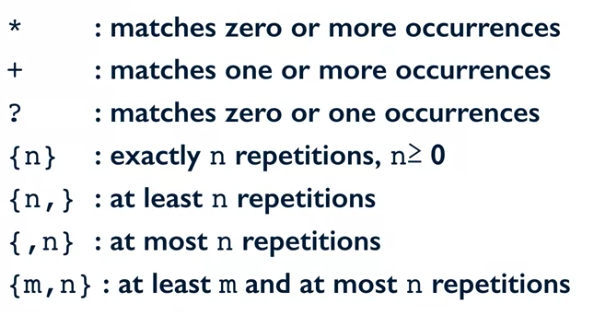 * : matches zero or more occurrences
+ : matches one or more occurrences
? : matches zero or one occurrences
{n} : exactly n repetitions, n≥ 0
{n,} : at least n repetitions
{,n} : at most n repetitions
{m,n} : at least m and at most n repetitions